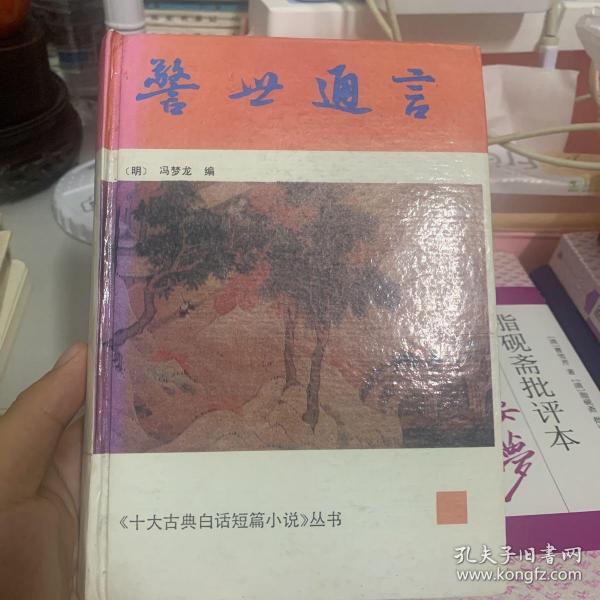 警世通言
〔明〕 冯梦龙 编
《十大古典白话短篇小说》丛书
脂砚斋批评本
孔夫子旧书网
www.kongfz.com